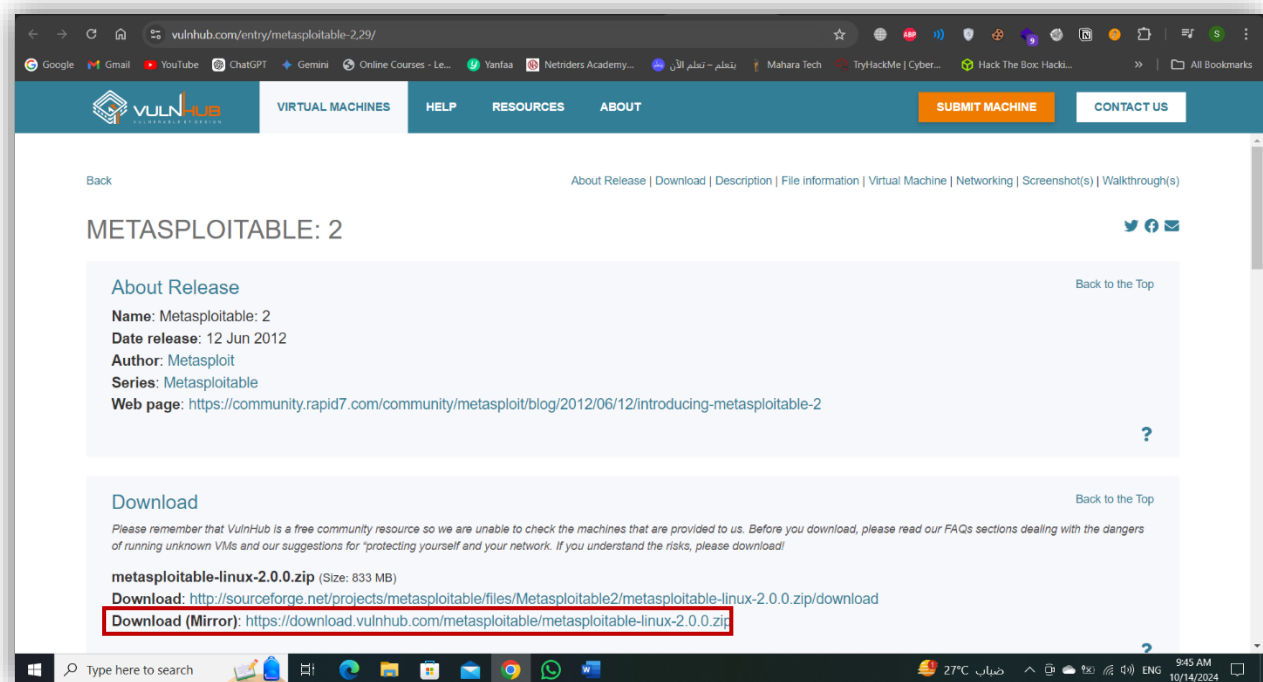 vulnhub.com/entry/metasploitable-2,29/
Google Gmail YouTube ChatGPT Gemini Online Courses - Le... Yanfaa Netriders Academy... يتعلم – تعلم الآن Mahara Tech TryHackMe | Cyber... Hack The Box: Hacki... » All Bookmarks
VULNHUB
VULNERABLE BY DESIGN
VIRTUAL MACHINES HELP RESOURCES ABOUT SUBMIT MACHINE CONTACT US
Back About Release | Download | Description | File information | Virtual Machine | Networking | Screenshot(s) | Walkthrough(s)
METASPLOITABLE: 2
About Release Back to the Top
Name: Metasploitable: 2
Date release: 12 Jun 2012
Author: Metasploit
Series: Metasploitable
Web page: https://community.rapid7.com/community/metasploit/blog/2012/06/12/introducing-metasploitable-2
?
Download Back to the Top
Please remember that VulnHub is a free community resource so we are unable to check the machines that are provided to us. Before you download, please read our FAQs sections dealing with the dangers
of running unknown VMs and our suggestions for “protecting yourself and your network. If you understand the risks, please download!
metasploitable-linux-2.0.0.zip (Size: 833 MB)
Download: http://sourceforge.net/projects/metasploitable/files/Metasploitable2/metasploitable-linux-2.0.0.zip/download
Download (Mirror): https://download.vulnhub.com/metasploitable/metasploitable-linux-2.0.0.zip
?
Type here to search 27°C ضباب ENG 9:45 AM
10/14/2024